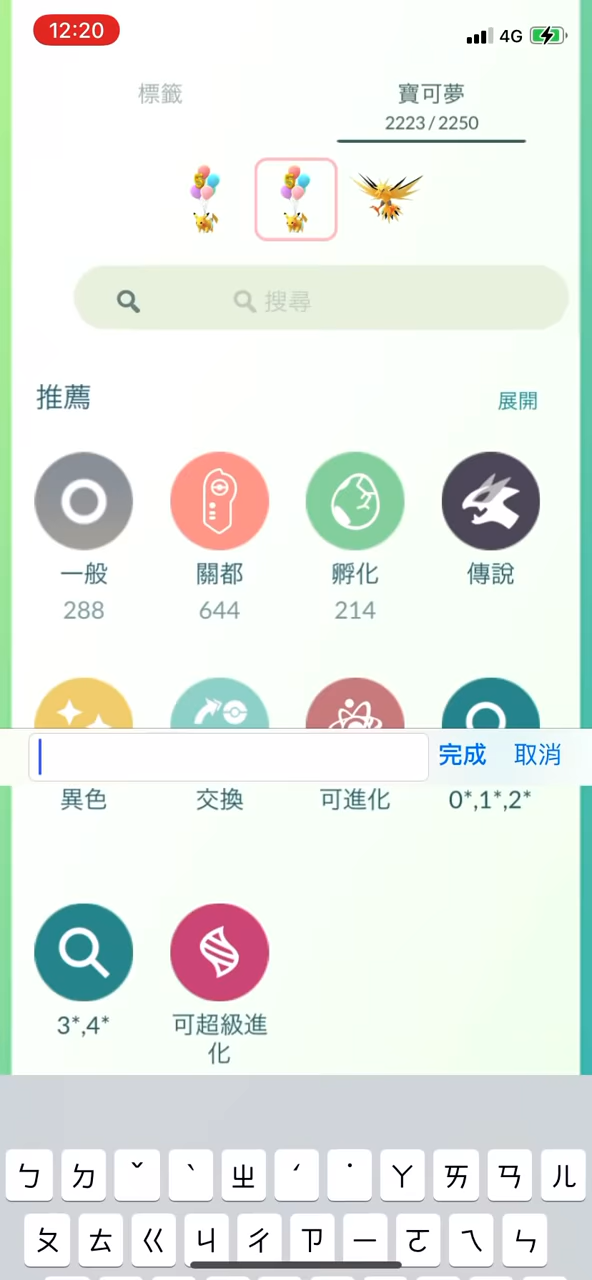 12:20
4G
標籤
寶可夢
2223/2250
搜尋
推薦
展開
一般
關都
孵化
傳說
288
644
214
完成
取消
異色
交換
可進化
0*,1*,2*
3*,4*
可超級進
化
ㄅ ㄉ ˇ ˋ ㄓ ˊ ˙ ㄚ ㄞ ㄢ ㄦ
ㄆ ㄊ ㄍ ㄐ ㄔ ㄗ ㄧ ㄛ ㄟ ㄣ